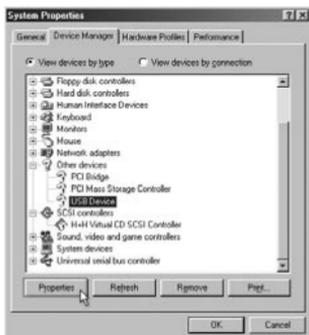 System Properties
General Device Manager Hardware Profiles Performance
View devices by type View devices by connection
Floppy disk controllers
Hard disk controllers
Human Interface Devices
Keyboard
Monitors
Mouse
Network adapters
Other devices
PCI Bridge
PCI Mass Storage Controller
USB Device
SCSI controllers
H+H Virtual CD SCSI Controller
Sound, video and game controllers
System devices
Universal serial bus controller
Properties Refresh Remove Print...
OK Cancel